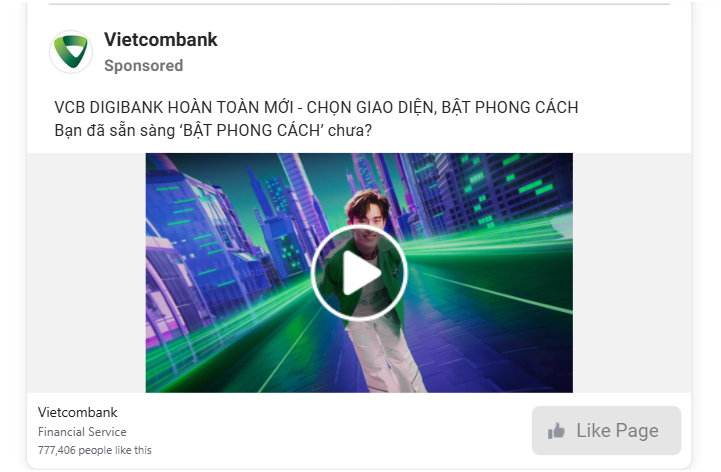 Vietcombank
Sponsored
VCB DIGIBANK HOÀN TOÀN MỚI - CHỌN GIAO DIỆN, BẬT PHONG CÁCH
Bạn đã sẵn sàng ‘BẬT PHONG CÁCH’ chưa?
Vietcombank
Financial Service
777,406 people like this
Like Page